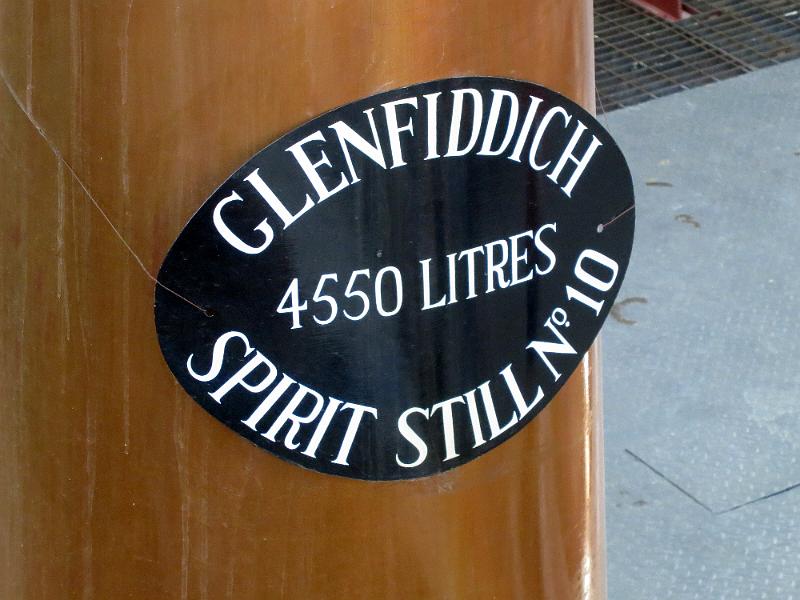 GLENFIDDICH
4550 LITRES
SPIRIT STILL Nº 10